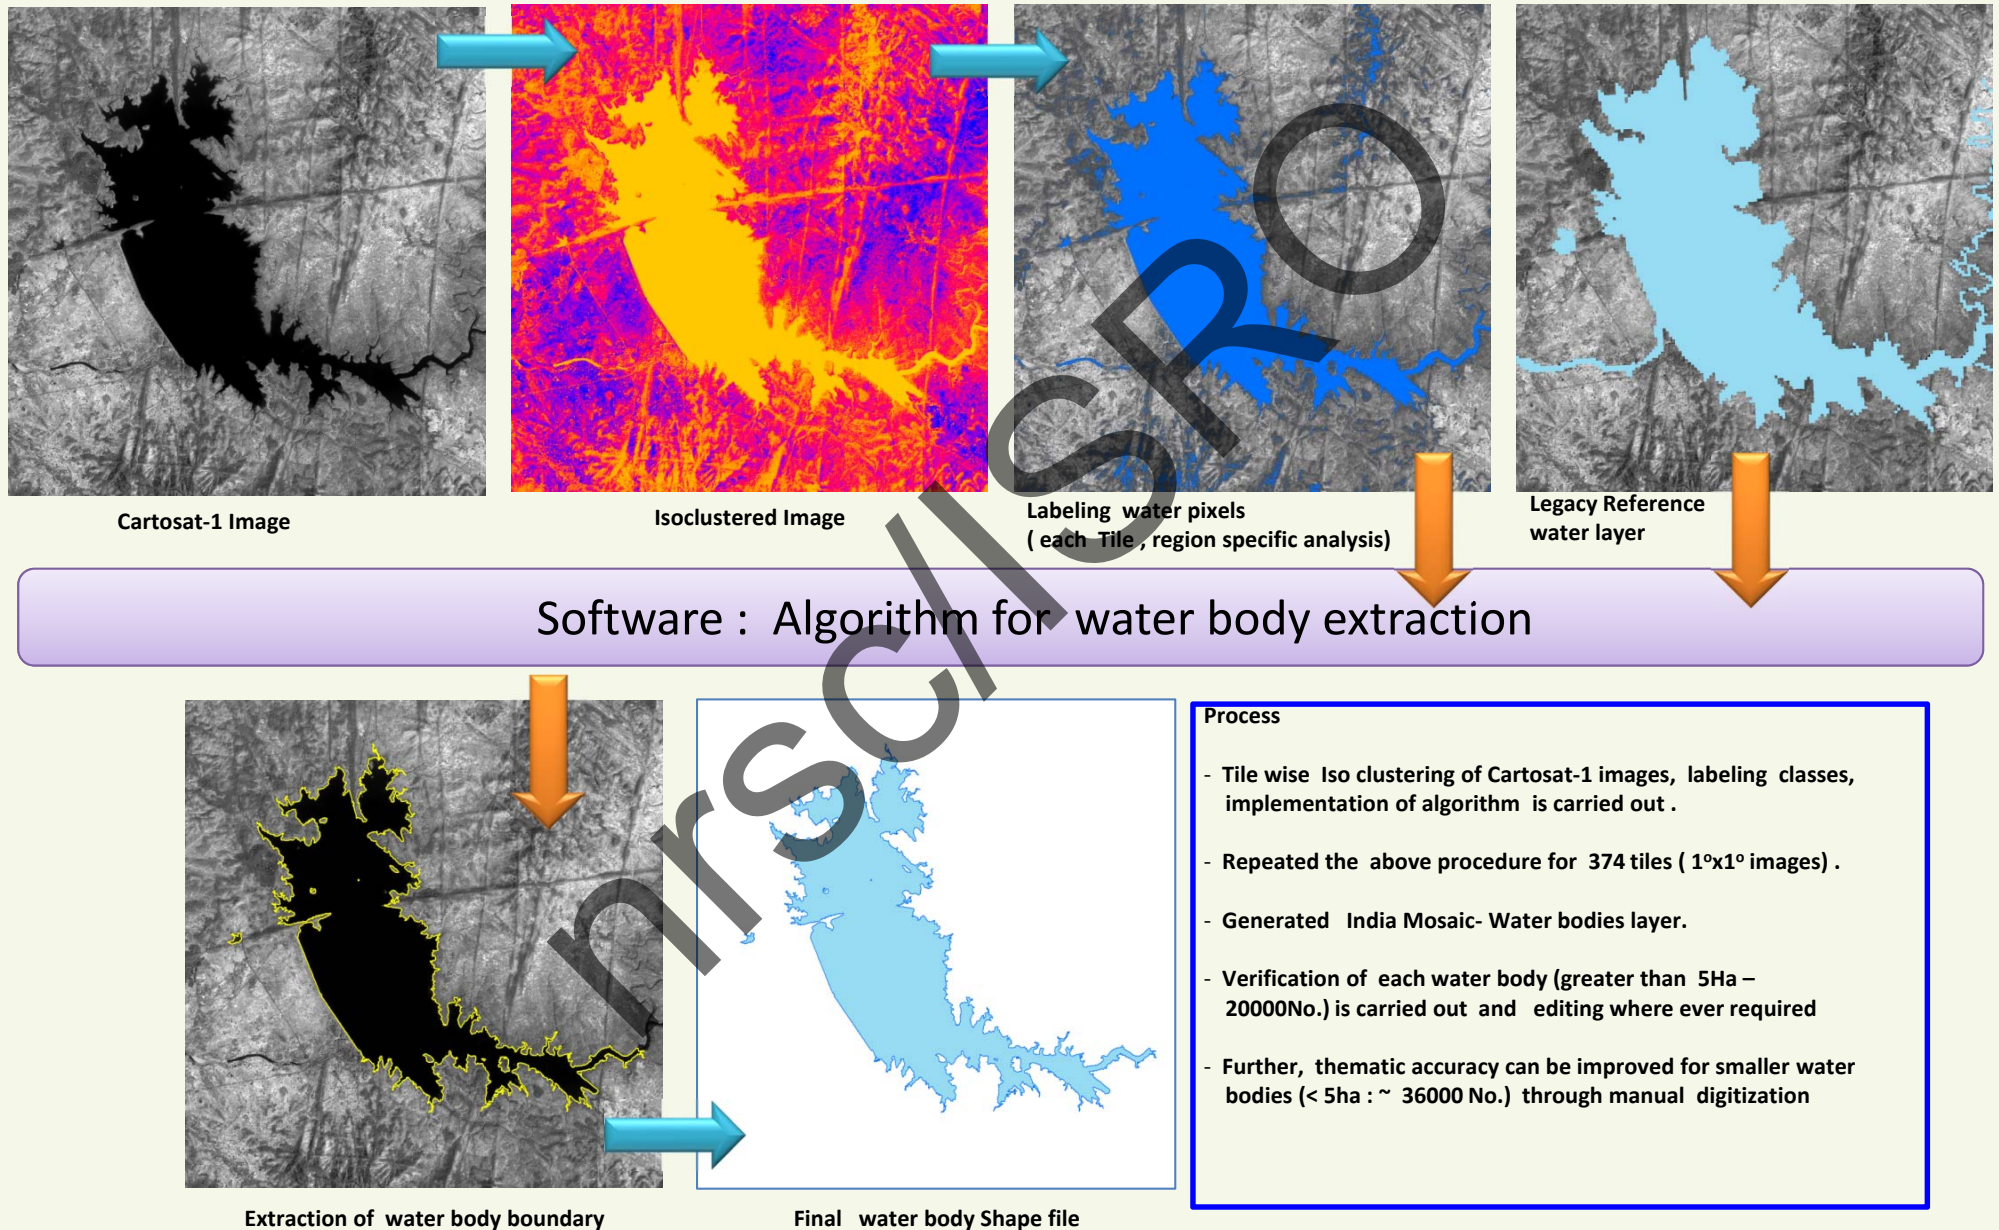 Cartosat-1 Image
Isoclustered Image
Labeling water pixels
( each Tile , region specific analysis)
Legacy Reference
water layer
Software : Algorithm for water body extraction
Process
- Tile wise Iso clustering of Cartosat-1 images, labeling classes,
implementation of algorithm is carried out .
- Repeated the above procedure for 374 tiles ( 1ºx1º images) .
- Generated India Mosaic- Water bodies layer.
- Verification of each water body (greater than 5Ha –
20000No.) is carried out and editing where ever required
- Further, thematic accuracy can be improved for smaller water
bodies (< 5ha : ~ 36000 No.) through manual digitization
Extraction of water body boundary
Final water body Shape file
nrsc/ISRO